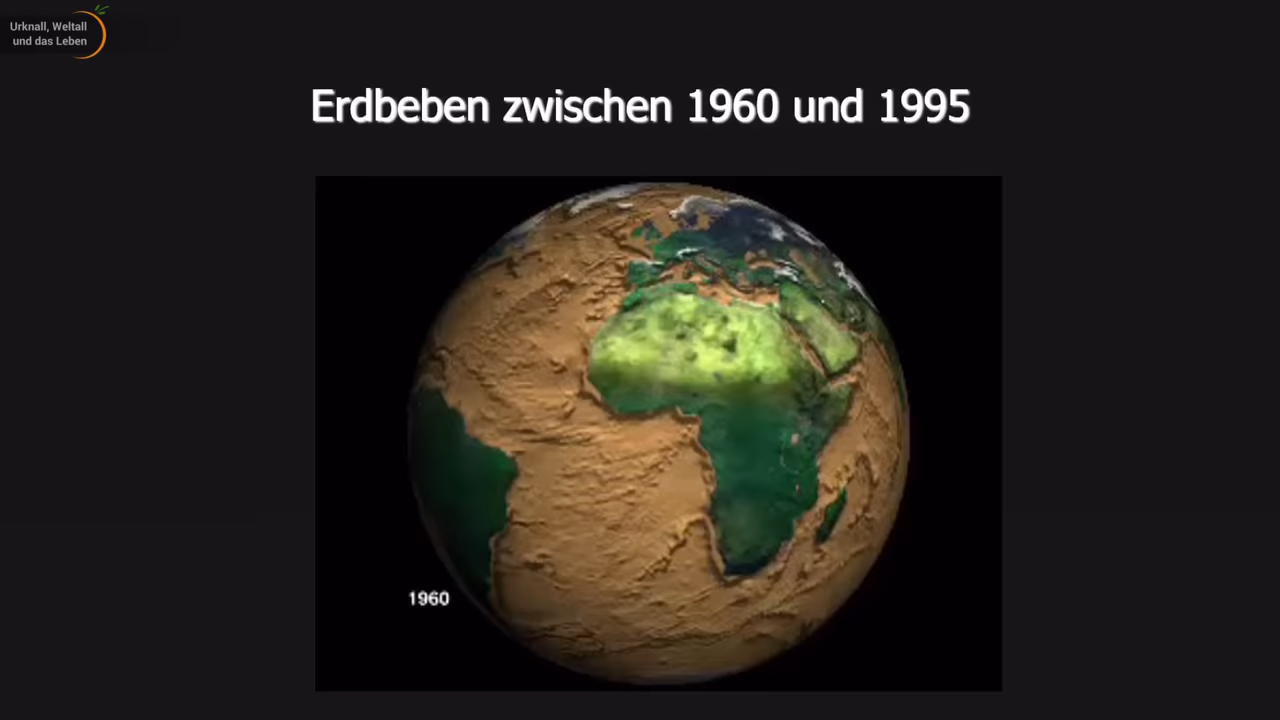 Urknall, Weltall
und das Leben
Erdbeben zwischen 1960 und 1995
1960